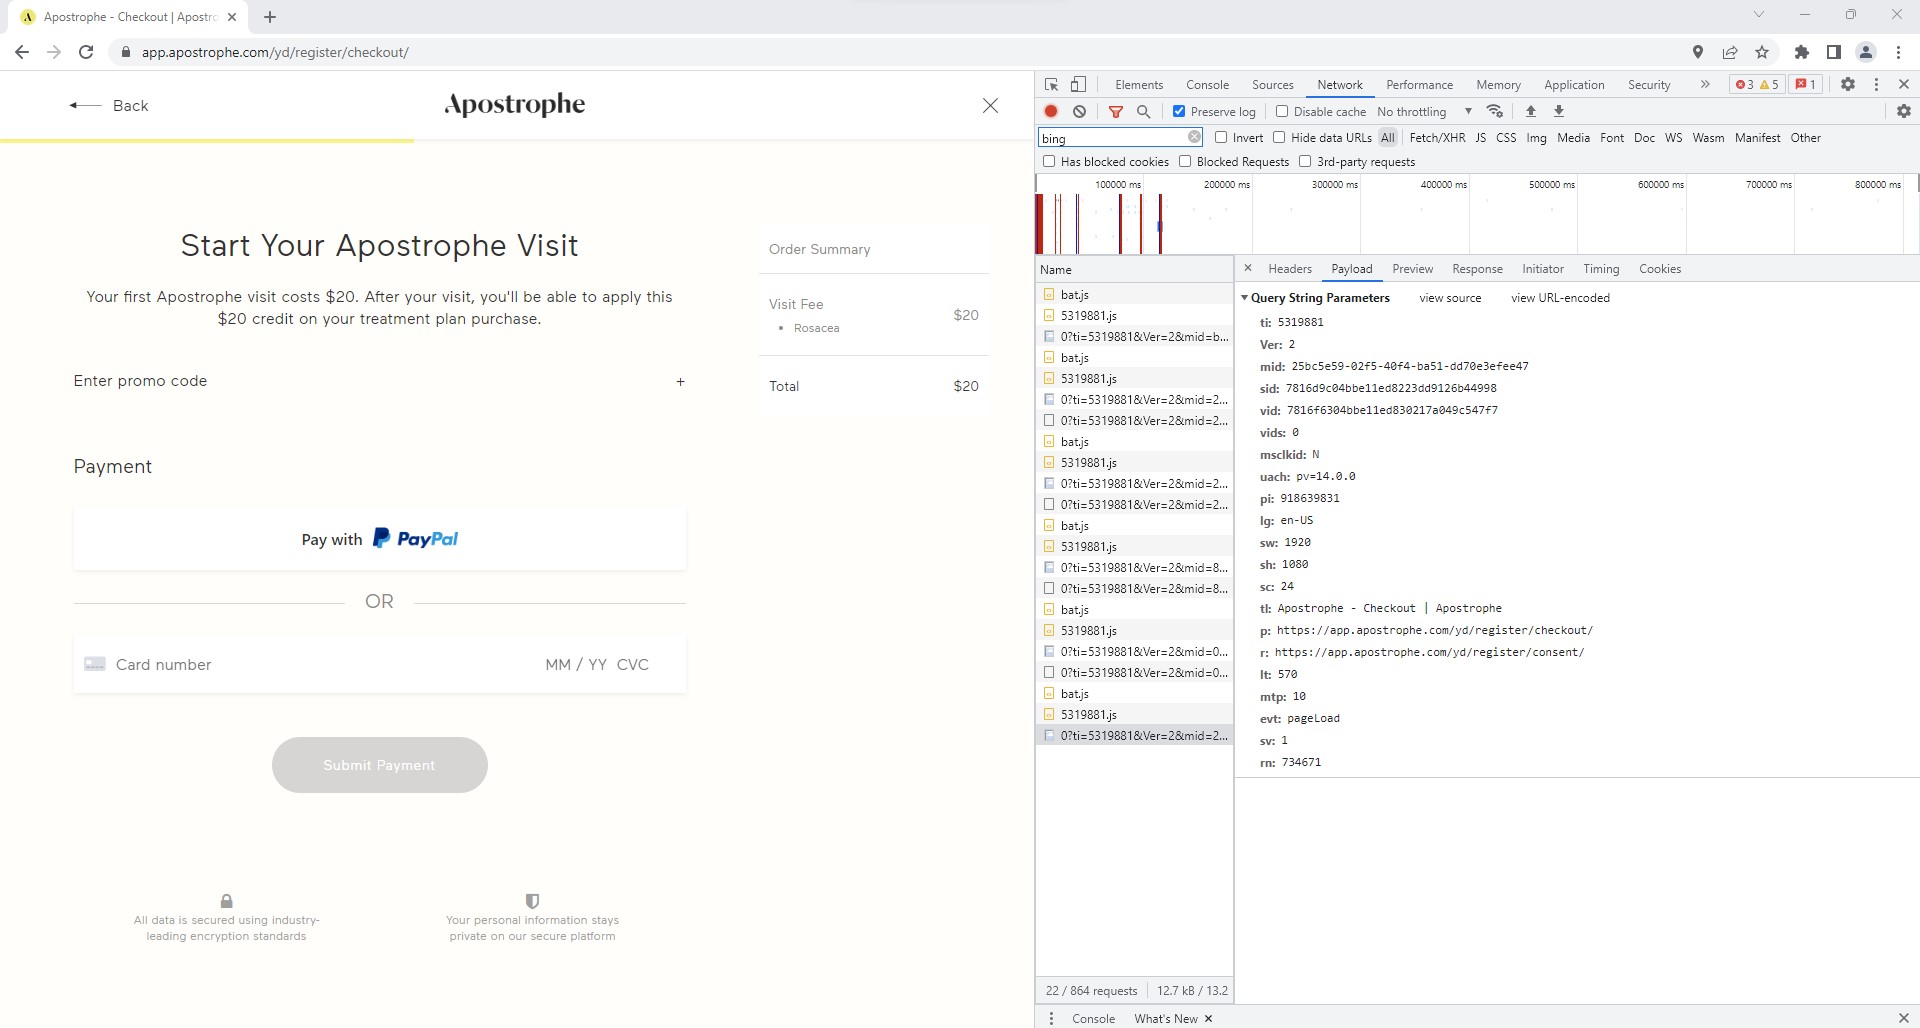 Apostrophe - Checkout | Apostro
app.apostrophe.com/yd/register/checkout/
Back
Apostrophe
Start Your Apostrophe Visit
Your first Apostrophe visit costs $20. After your visit, you'll be able to apply this
$20 credit on your treatment plan purchase.
Enter promo code +
Order Summary
Visit Fee
Rosacea
$20
Total $20
Payment
Pay with PayPal
OR
Card number MM / YY CVC
Submit Payment
All data is secured using industry-
leading encryption standards
Your personal information stays
private on our secure platform
Elements Console Sources Network Performance Memory Application Security 3 5 1
Preserve log Disable cache No throttling
bing Invert Hide data URLs All Fetch/XHR JS CSS Img Media Font Doc WS Wasm Manifest Other
Has blocked cookies Blocked Requests 3rd-party requests
100000 ms 200000 ms 300000 ms 400000 ms 500000 ms 600000 ms 700000 ms 800000 ms
Name
bat.js
5319881.js
0?ti=5319881&Ver=2&mid=b...
bat.js
5319881.js
0?ti=5319881&Ver=2&mid=2...
0?ti=5319881&Ver=2&mid=2...
bat.js
5319881.js
0?ti=5319881&Ver=2&mid=2...
0?ti=5319881&Ver=2&mid=2...
bat.js
5319881.js
0?ti=5319881&Ver=2&mid=8...
0?ti=5319881&Ver=2&mid=8...
bat.js
5319881.js
0?ti=5319881&Ver=2&mid=0...
0?ti=5319881&Ver=2&mid=0...
bat.js
5319881.js
0?ti=5319881&Ver=2&mid=2...
22 / 864 requests 12.7 kB / 13.2
Headers Payload Preview Response Initiator Timing Cookies
Query String Parameters view source view URL-encoded
ti: 5319881
Ver: 2
mid: 25bc5e59-02f5-40f4-ba51-dd70e3efee47
sid: 7816d9c04bbe11ed8223dd9126b44998
vid: 7816f6304bbe11ed830217a049c547f7
vids: 0
msclkid: N
uach: pv=14.0.0
pi: 918639831
lg: en-US
sw: 1920
sh: 1080
sc: 24
tl: Apostrophe - Checkout | Apostrophe
p: https://app.apostrophe.com/yd/register/checkout/
r: https://app.apostrophe.com/yd/register/consent/
lt: 570
mtp: 10
evt: pageLoad
sv: 1
rn: 734671
Console What's New